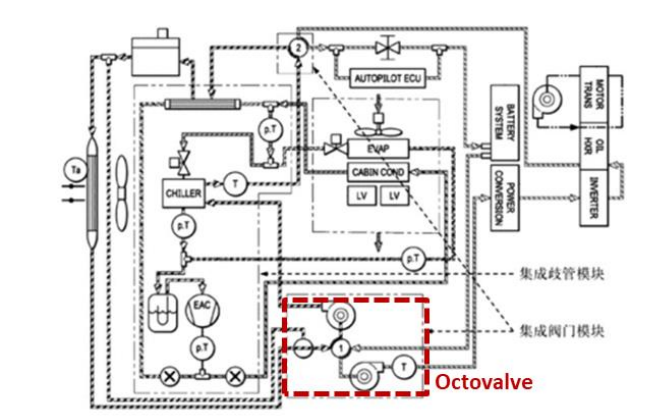 2
AUTOPILOT ECU
BATTERY
SYSTEM
MOTOR
TRANS
OIL
HXR
INVERTER
POWER
CONVERSION
p.T
EVAP
CABIN COND
LV LV
Ta
CHILLER
T
p.T
p.T
集成歧管模块
EAC
p.T
1
T
集成阀门模块
Octovalve